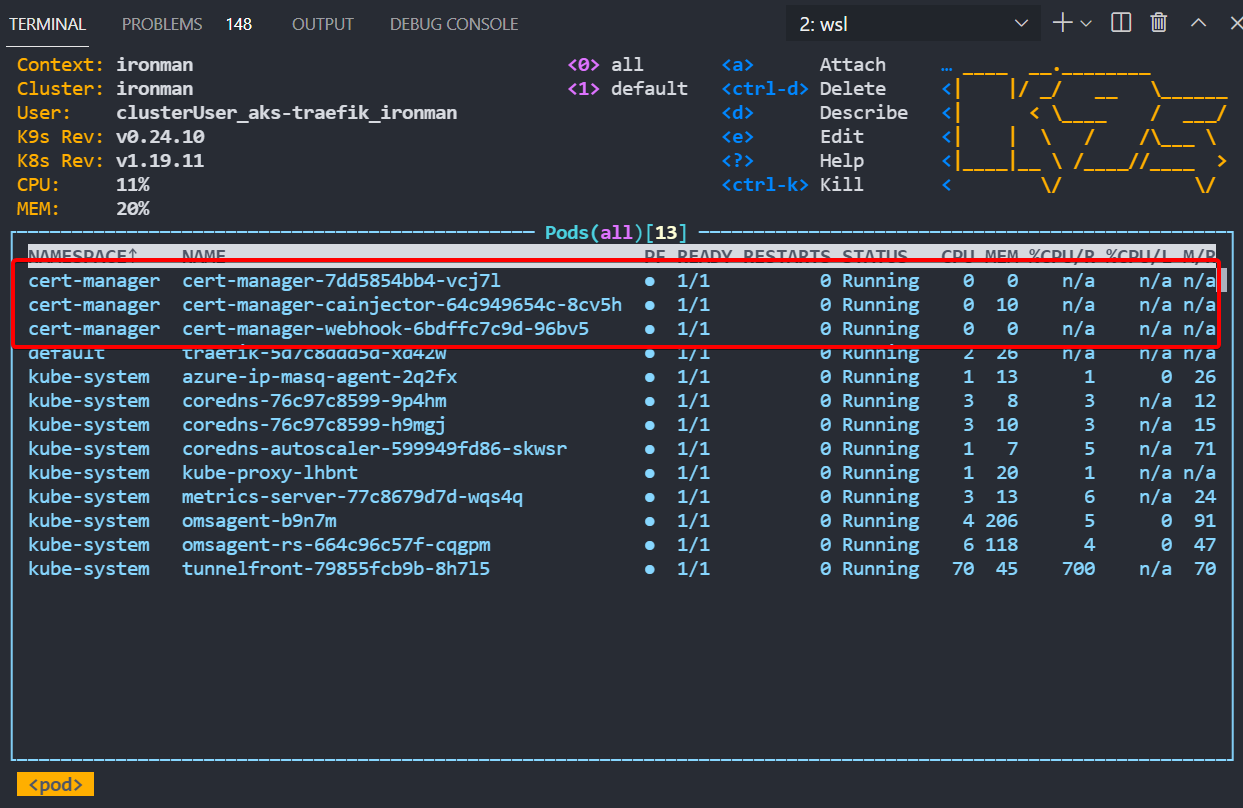 TERMINAL PROBLEMS 148 OUTPUT DEBUG CONSOLE 2: wsl
Context: ironman <0> all <a> Attach
Cluster: ironman <1> default <ctrl-d> Delete
User: clusterUser_aks-traefik_ironman <d> Describe
K9s Rev: v0.24.10 <e> Edit
K8s Rev: v1.19.11 <?> Help
CPU: 11% <ctrl-k> Kill
MEM: 20%
Pods(all)[13]
NAMESPACE↑ NAME PF READY RESTARTS STATUS CPU MEM %CPU/R %CPU/L M/R
cert-manager cert-manager-7dd5854bb4-vcj7l ● 1/1 0 Running 0 0 n/a n/a n/a
cert-manager cert-manager-cainjector-64c949654c-8cv5h ● 1/1 0 Running 0 10 n/a n/a n/a
cert-manager cert-manager-webhook-6bdffc7c9d-96bv5 ● 1/1 0 Running 0 0 n/a n/a n/a
default traefik-5d7c8ddd5d-xd42w ● 1/1 0 Running 2 26 n/a n/a n/a
kube-system azure-ip-masq-agent-2q2fx ● 1/1 0 Running 1 13 1 0 26
kube-system coredns-76c97c8599-9p4hm ● 1/1 0 Running 3 8 3 n/a 12
kube-system coredns-76c97c8599-h9mgj ● 1/1 0 Running 3 10 3 n/a 15
kube-system coredns-autoscaler-599949fd86-skwsr ● 1/1 0 Running 1 7 5 n/a 71
kube-system kube-proxy-lhbnt ● 1/1 0 Running 1 20 1 n/a n/a
kube-system metrics-server-77c8679d7d-wqs4q ● 1/1 0 Running 3 13 6 n/a 24
kube-system omsagent-b9n7m ● 1/1 0 Running 4 206 5 0 91
kube-system omsagent-rs-664c96c57f-cqgpm ● 1/1 0 Running 6 118 4 0 47
kube-system tunnelfront-79855fcb9b-8h7l5 ● 1/1 0 Running 70 45 700 n/a 70
<pod>